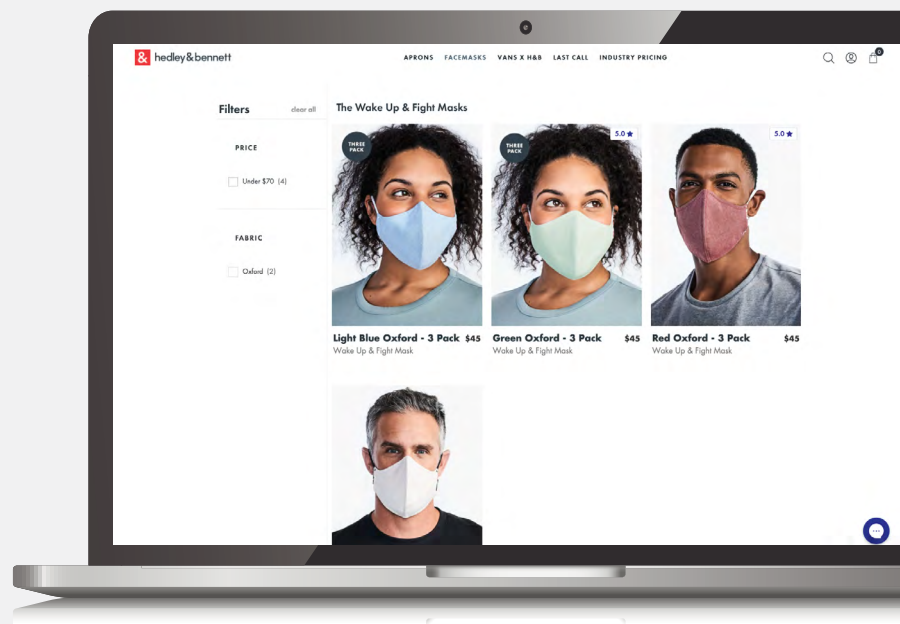 & hedley & bennett
APRONS FACEMASKS VANS X H&B LAST CALL INDUSTRY PRICING
0
Filters clear all
PRICE
Under $70 (4)
FABRIC
Oxford (2)
The Wake Up & Fight Masks
THREE
PACK
THREE
PACK
5.0 ★
5.0 ★
Light Blue Oxford - 3 Pack $45
Wake Up & Fight Mask
Green Oxford - 3 Pack $45
Wake Up & Fight Mask
Red Oxford - 3 Pack $45
Wake Up & Fight Mask